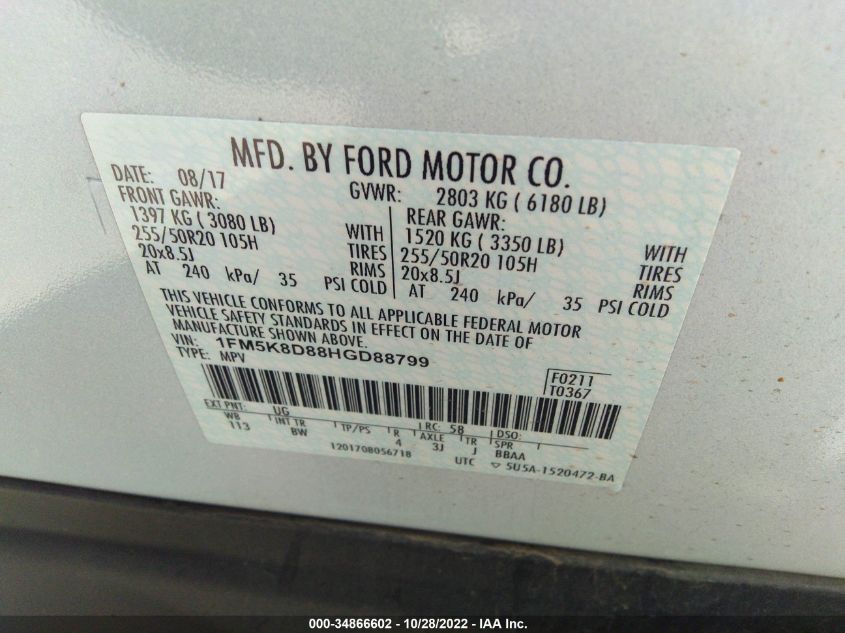 MFD. BY FORD MOTOR CO.
DATE: 08/17 GVWR: 2803 KG ( 6180 LB)
FRONT GAWR: REAR GAWR:
1397 KG ( 3080 LB) WITH 1520 KG ( 3350 LB) WITH
255/50R20 105H TIRES 255/50R20 105H TIRES
20x8.5J RIMS 20x8.5J RIMS
AT 240 kPa/ 35 PSI COLD AT 240 kPa/ 35 PSI COLD
THIS VEHICLE CONFORMS TO ALL APPLICABLE FEDERAL MOTOR
VEHICLE SAFETY STANDARDS IN EFFECT ON THE DATE OF
MANUFACTURE SHOWN ABOVE.
VIN: 1FM5K8D88HGD88799
TYPE: MPV
F0211
T0367
EXT PNT: UG RC: 58 DSO:
WB INT TR TP/PS R AXLE TR SPR
113 BW 4 3J J BBAA
1201708056718 UTC ▽ 5U5A-1520472-BA
000-34866602 - 10/28/2022 - IAA Inc.